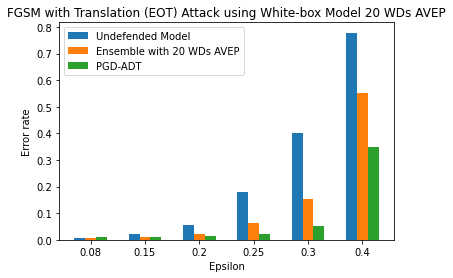 FGSM with Translation (EOT) Attack using White-box Model 20 WDs AVEP
Undefended Model
Ensemble with 20 WDs AVEP
PGD-ADT
Error rate
0.8
0.7
0.6
0.5
0.4
0.3
0.2
0.1
0.0
0.08 0.15 0.2 0.25 0.3 0.4
Epsilon